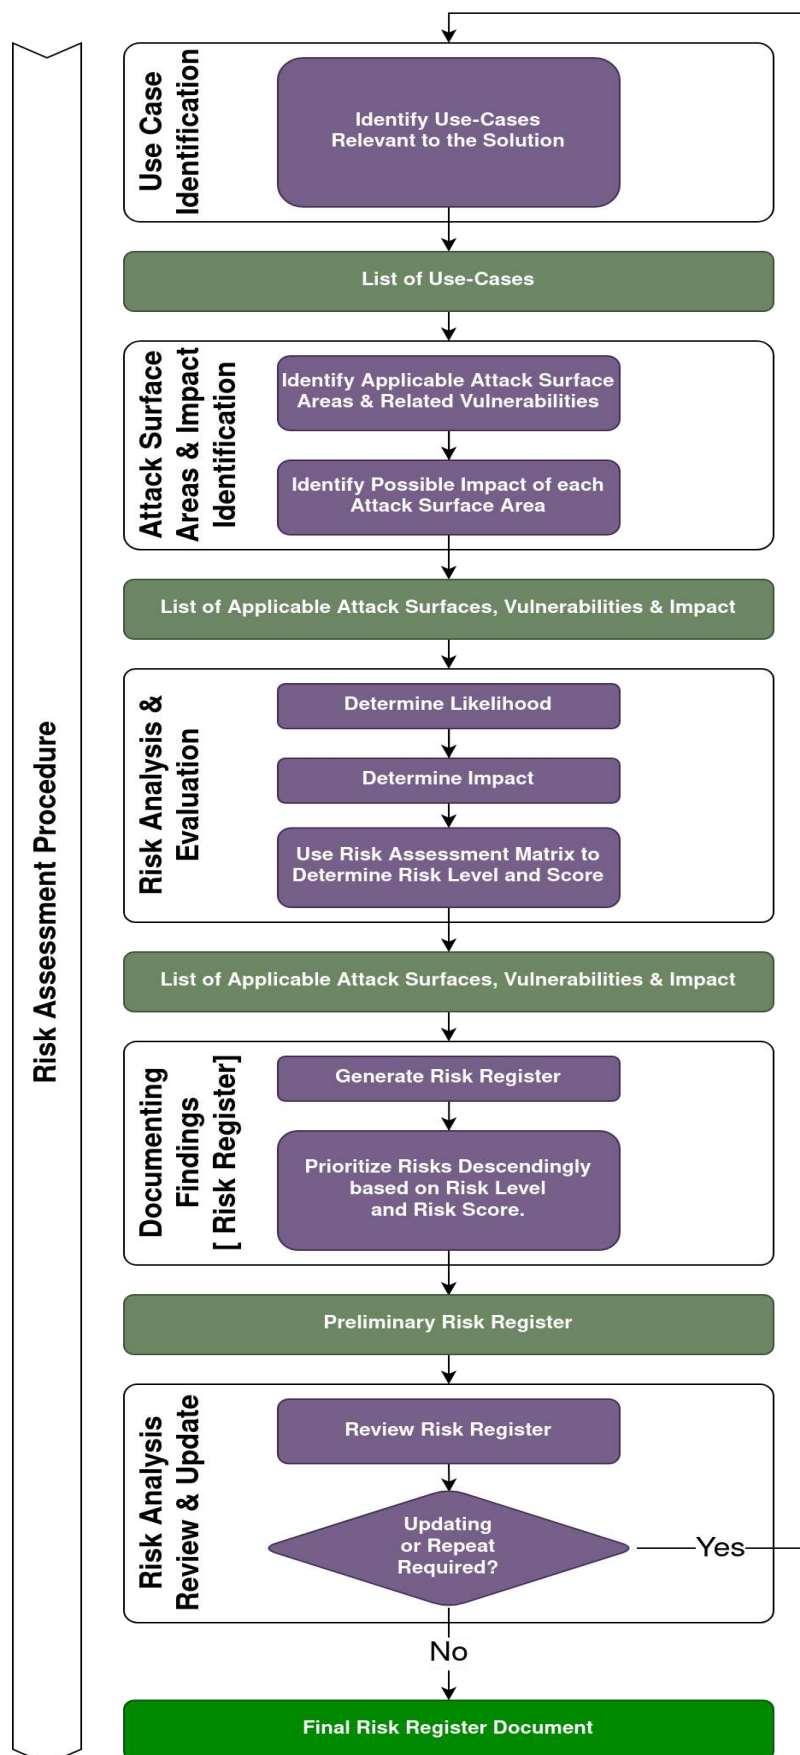 Risk Assessment Procedure
Use Case
Identification
Identify Use-Cases
Relevant to the Solution
List of Use-Cases
Attack Surface
Areas & Impact
Identification
Identify Applicable Attack Surface
Areas & Related Vulnerabilities
Identify Possible Impact of each
Attack Surface Area
List of Applicable Attack Surfaces, Vulnerabilities & Impact
Risk Analysis &
Evaluation
Determine Likelihood
Determine Impact
Use Risk Assessment Matrix to
Determine Risk Level and Score
List of Applicable Attack Surfaces, Vulnerabilities & Impact
Documenting
Findings
[ Risk Register]
Generate Risk Register
Prioritize Risks Descendingly
based on Risk Level
and Risk Score.
Preliminary Risk Register
Risk Analysis
Review & Update
Review Risk Register
Updating
or Repeat
Required?
Yes
No
Final Risk Register Document